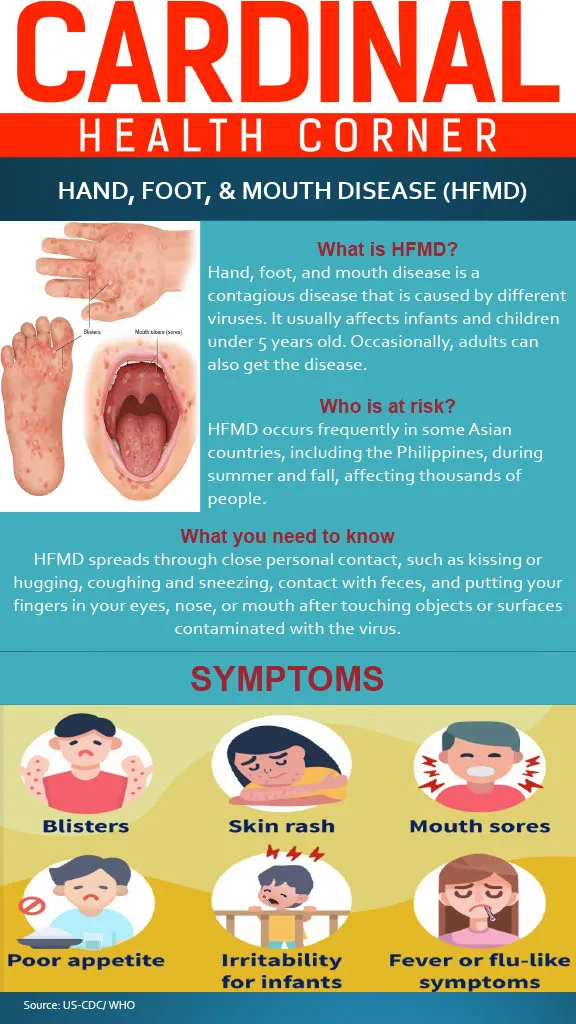 CARDINAL
HEALTH CORNER
HAND, FOOT, & MOUTH DISEASE (HFMD)
Blisters
Mouth ulcers (sores)
What is HFMD?
Hand, foot, and mouth disease is a
contagious disease that is caused by different
viruses. It usually affects infants and children
under 5 years old. Occasionally, adults can
also get the disease.
Who is at risk?
HFMD occurs frequently in some Asian
countries, including the Philippines, during
summer and fall, affecting thousands of
people.
What you need to know
HFMD spreads through close personal contact, such as kissing or
hugging, coughing and sneezing, contact with feces, and putting your
fingers in your eyes, nose, or mouth after touching objects or surfaces
contaminated with the virus.
SYMPTOMS
Blisters
Skin rash
Mouth sores
Poor appetite
Irritability
for infants
Fever or flu-like
symptoms
Source: US-CDC/ WHO